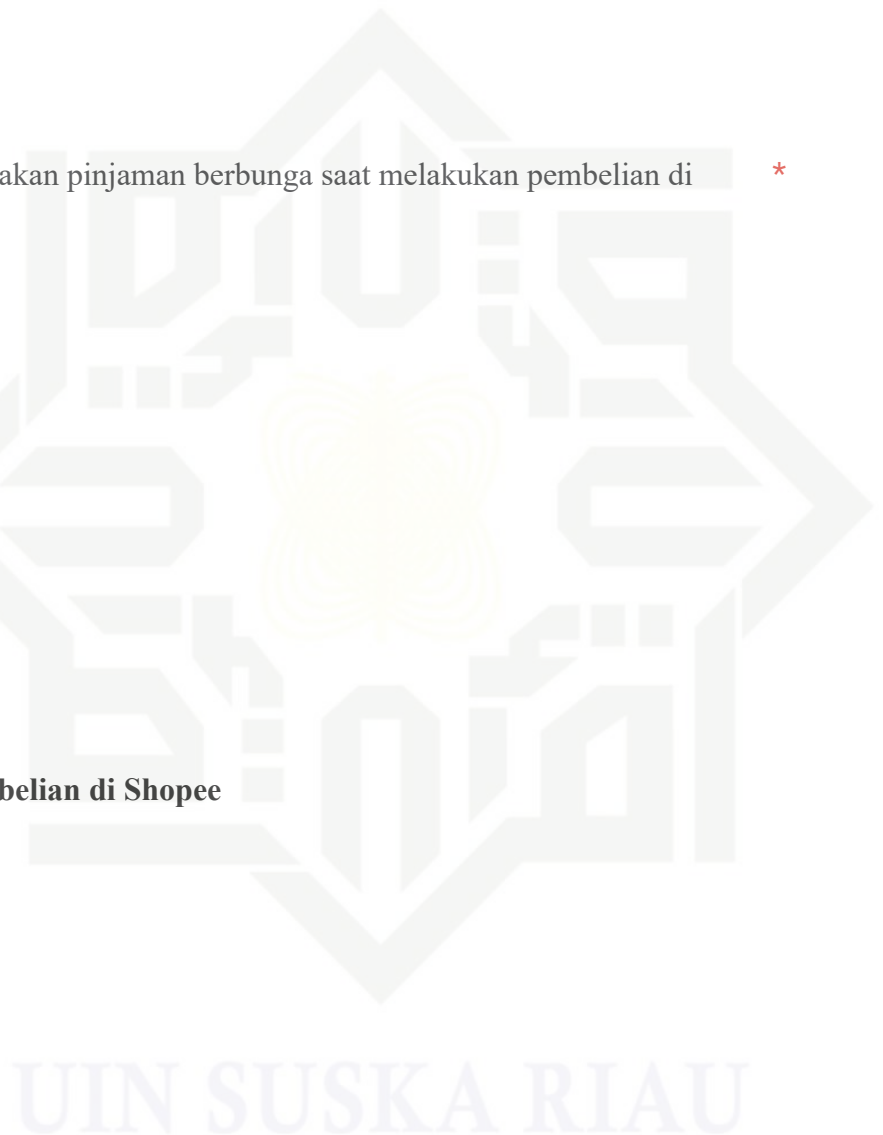 akan pinjaman berbunga saat melakukan pembelian di *
belian di Shopee
UIN SUSKA RIAU